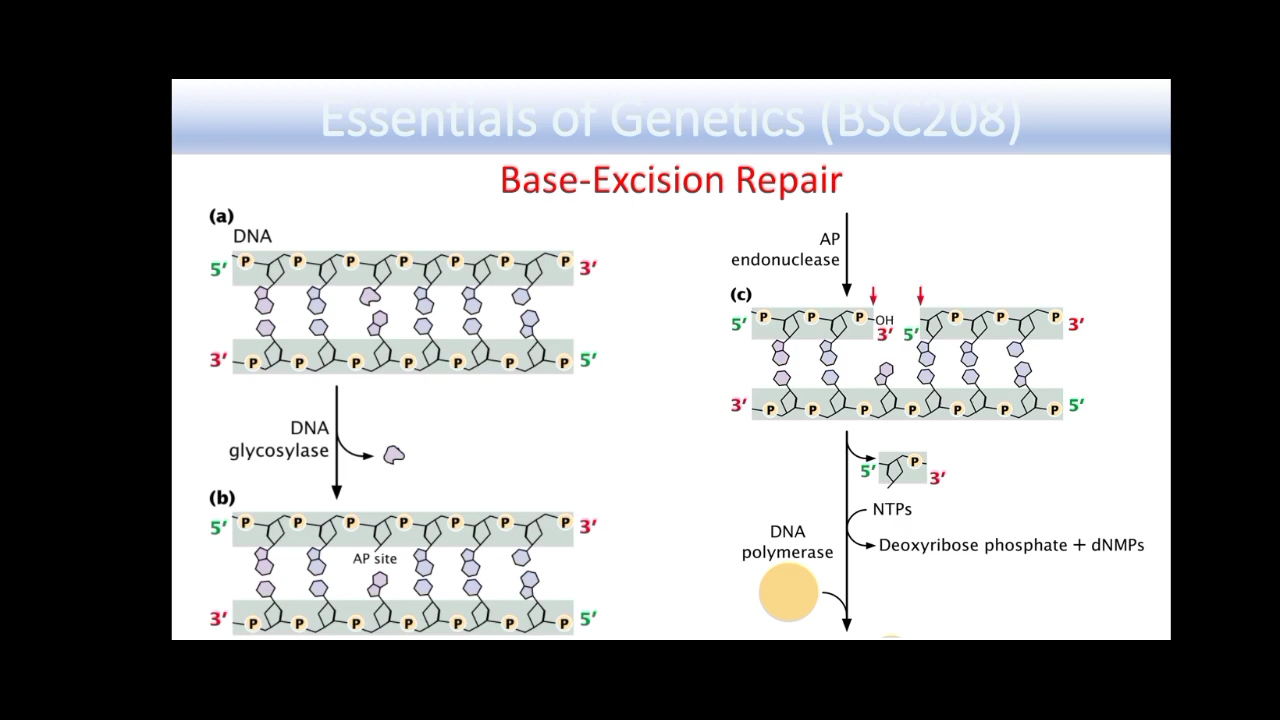 Essentials of Genetics (BSC208)
Base-Excision Repair
(a)
DNA
5′ P P P P P P P 3′
3′ P P P P P P P 5′
DNA
glycosylase
(b)
5′ P P P P P P P 3′
AP site
3′ P P P P P P P 5′
AP
endonuclease
(c)
5′ P P P OH 3′ 5′ P P P 3′
3′ P P P P P P P 5′
5′ P 3′
NTPs
DNA
polymerase
Deoxyribose phosphate + dNMPs